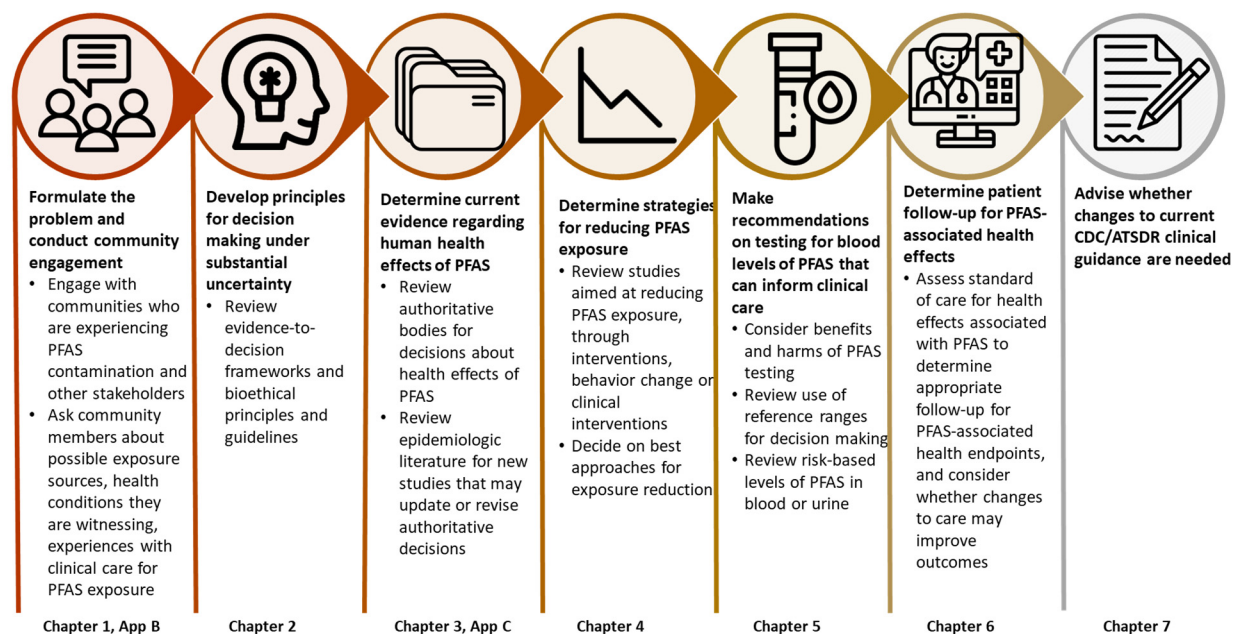 Formulate the
problem and
conduct community
engagement
• Engage with
communities who
are experiencing
PFAS
contamination and
other stakeholders
• Ask community
members about
possible exposure
sources, health
conditions they
are witnessing,
experiences with
clinical care for
PFAS exposure
Chapter 1, App B
Develop principles
for decision
making under
substantial
uncertainty
• Review
evidence-to-
decision
frameworks and
bioethical
principles and
guidelines
Chapter 2
Determine current
evidence regarding
human health
effects of PFAS
• Review
authoritative
bodies for
decisions about
health effects of
PFAS
• Review
epidemiologic
literature for new
studies that may
update or revise
authoritative
decisions
Chapter 3, App C
Determine strategies
for reducing PFAS
exposure
• Review studies
aimed at reducing
PFAS exposure,
through
interventions,
behavior change or
clinical
interventions
• Decide on best
approaches for
exposure reduction
Chapter 4
Make
recommendations
on testing for blood
levels of PFAS that
can inform clinical
care
• Consider benefits
and harms of PFAS
testing
• Review use of
reference ranges
for decision making
• Review risk-based
levels of PFAS in
blood or urine
Chapter 5
Determine patient
follow-up for PFAS-
associated health
effects
• Assess standard
of care for health
effects associated
with PFAS to
determine
appropriate
follow-up for
PFAS-associated
health endpoints,
and consider
whether changes
to care may
improve
outcomes
Chapter 6
Advise whether
changes to current
CDC/ATSDR clinical
guidance are needed
Chapter 7